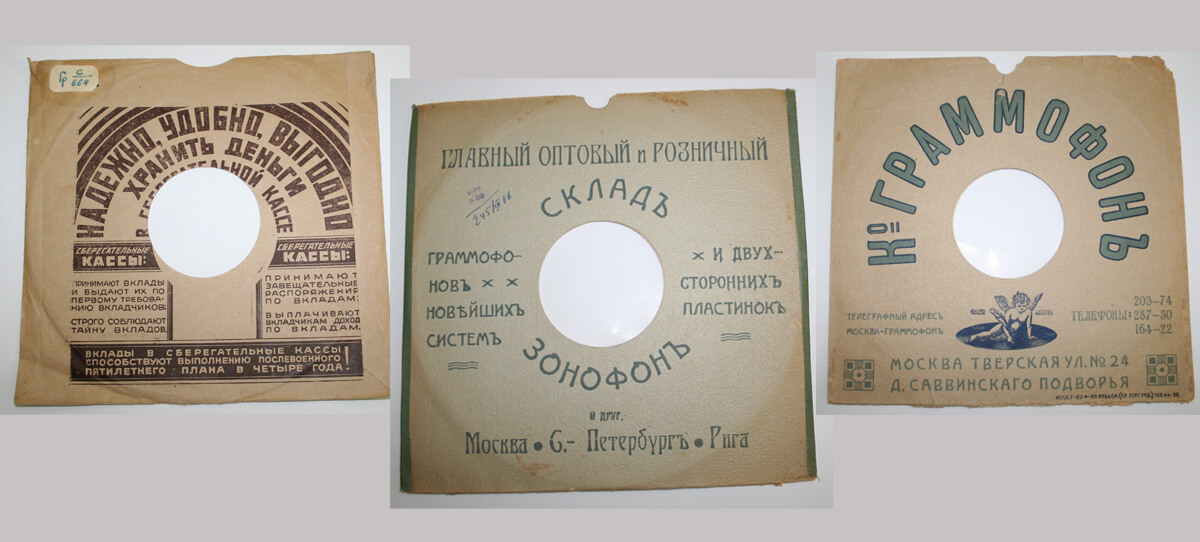 Гр С/664
НАДЕЖНО, УДОБНО, ВЫГОДНО
ХРАНИТЬ ДЕНЬГИ
В СБЕРЕГАТЕЛЬНОЙ КАССЕ
СБЕРЕГАТЕЛЬНЫЕ
КАССЫ:
ПРИНИМАЮТ ВКЛАДЫ
И ВЫДАЮТ ИХ ПО
ПЕРВОМУ ТРЕБОВА-
НИЮ ВКЛАДЧИКОВ;
СТРОГО СОБЛЮДАЮТ
ТАЙНУ ВКЛАДОВ.
СБЕРЕГАТЕЛЬНЫЕ
КАССЫ:
ПРИНИМАЮТ
ЗАВЕЩАТЕЛЬНЫЕ
РАСПОРЯЖЕНИЯ
ПО ВКЛАДАМ;
ВЫПЛАЧИВАЮТ
ВКЛАДЧИКАМ ДОХОД
ПО ВКЛАДАМ.
ВКЛАДЫ В СБЕРЕГАТЕЛЬНЫЕ КАССЫ
СПОСОБСТВУЮТ ВЫПОЛНЕНИЮ ПОСЛЕВОЕННОГО
ПЯТИЛЕТНЕГО ПЛАНА В ЧЕТЫРЕ ГОДА!
ГЛАВНЫЙ ОПТОВЫЙ и РОЗНИЧНЫЙ
СКЛАДЪ
ГРАММОФО-
НОВЪ × ×
НОВѢЙШИХЪ
СИСТЕМЪ
× И ДВУХ-
СТОРОННИХЪ
ПЛАСТИНОКЪ
ЗОНОФОНЪ
и друг.
Москва • С.- Петербургъ • Рига
Ко ГРАММОФОНЪ
ТЕЛЕГРАФНЫЙ АДРЕСЪ
МОСКВА-ГРАММОФОНЪ
203–74
ТЕЛЕФОНЫ: 237–30
164–22
МОСКВА ТВЕРСКАЯ УЛ. № 24
Д. САВВИНСКАГО ПОДВОРЬЯ